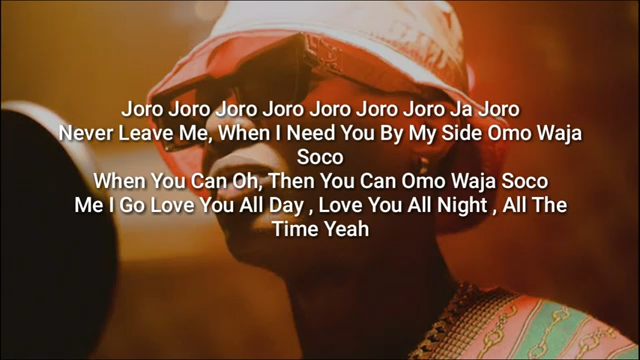 Joro Joro Joro Joro Joro Joro Joro Ja Joro
Never Leave Me, When I Need You By My Side Omo Waja
Soco
When You Can Oh, Then You Can Omo Waja Soco
Me I Go Love You All Day , Love You All Night , All The
Time Yeah